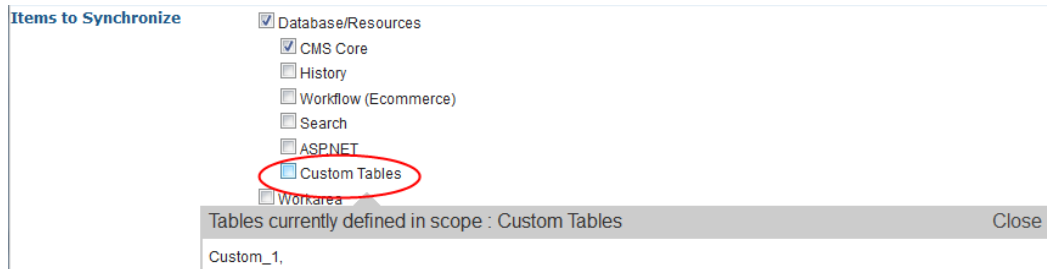 Items to Synchronize
Database/Resources
CMS Core
History
Workflow (Ecommerce)
Search
ASP.NET
Custom Tables
Workarea
Tables currently defined in scope : Custom Tables Close
Custom_1,